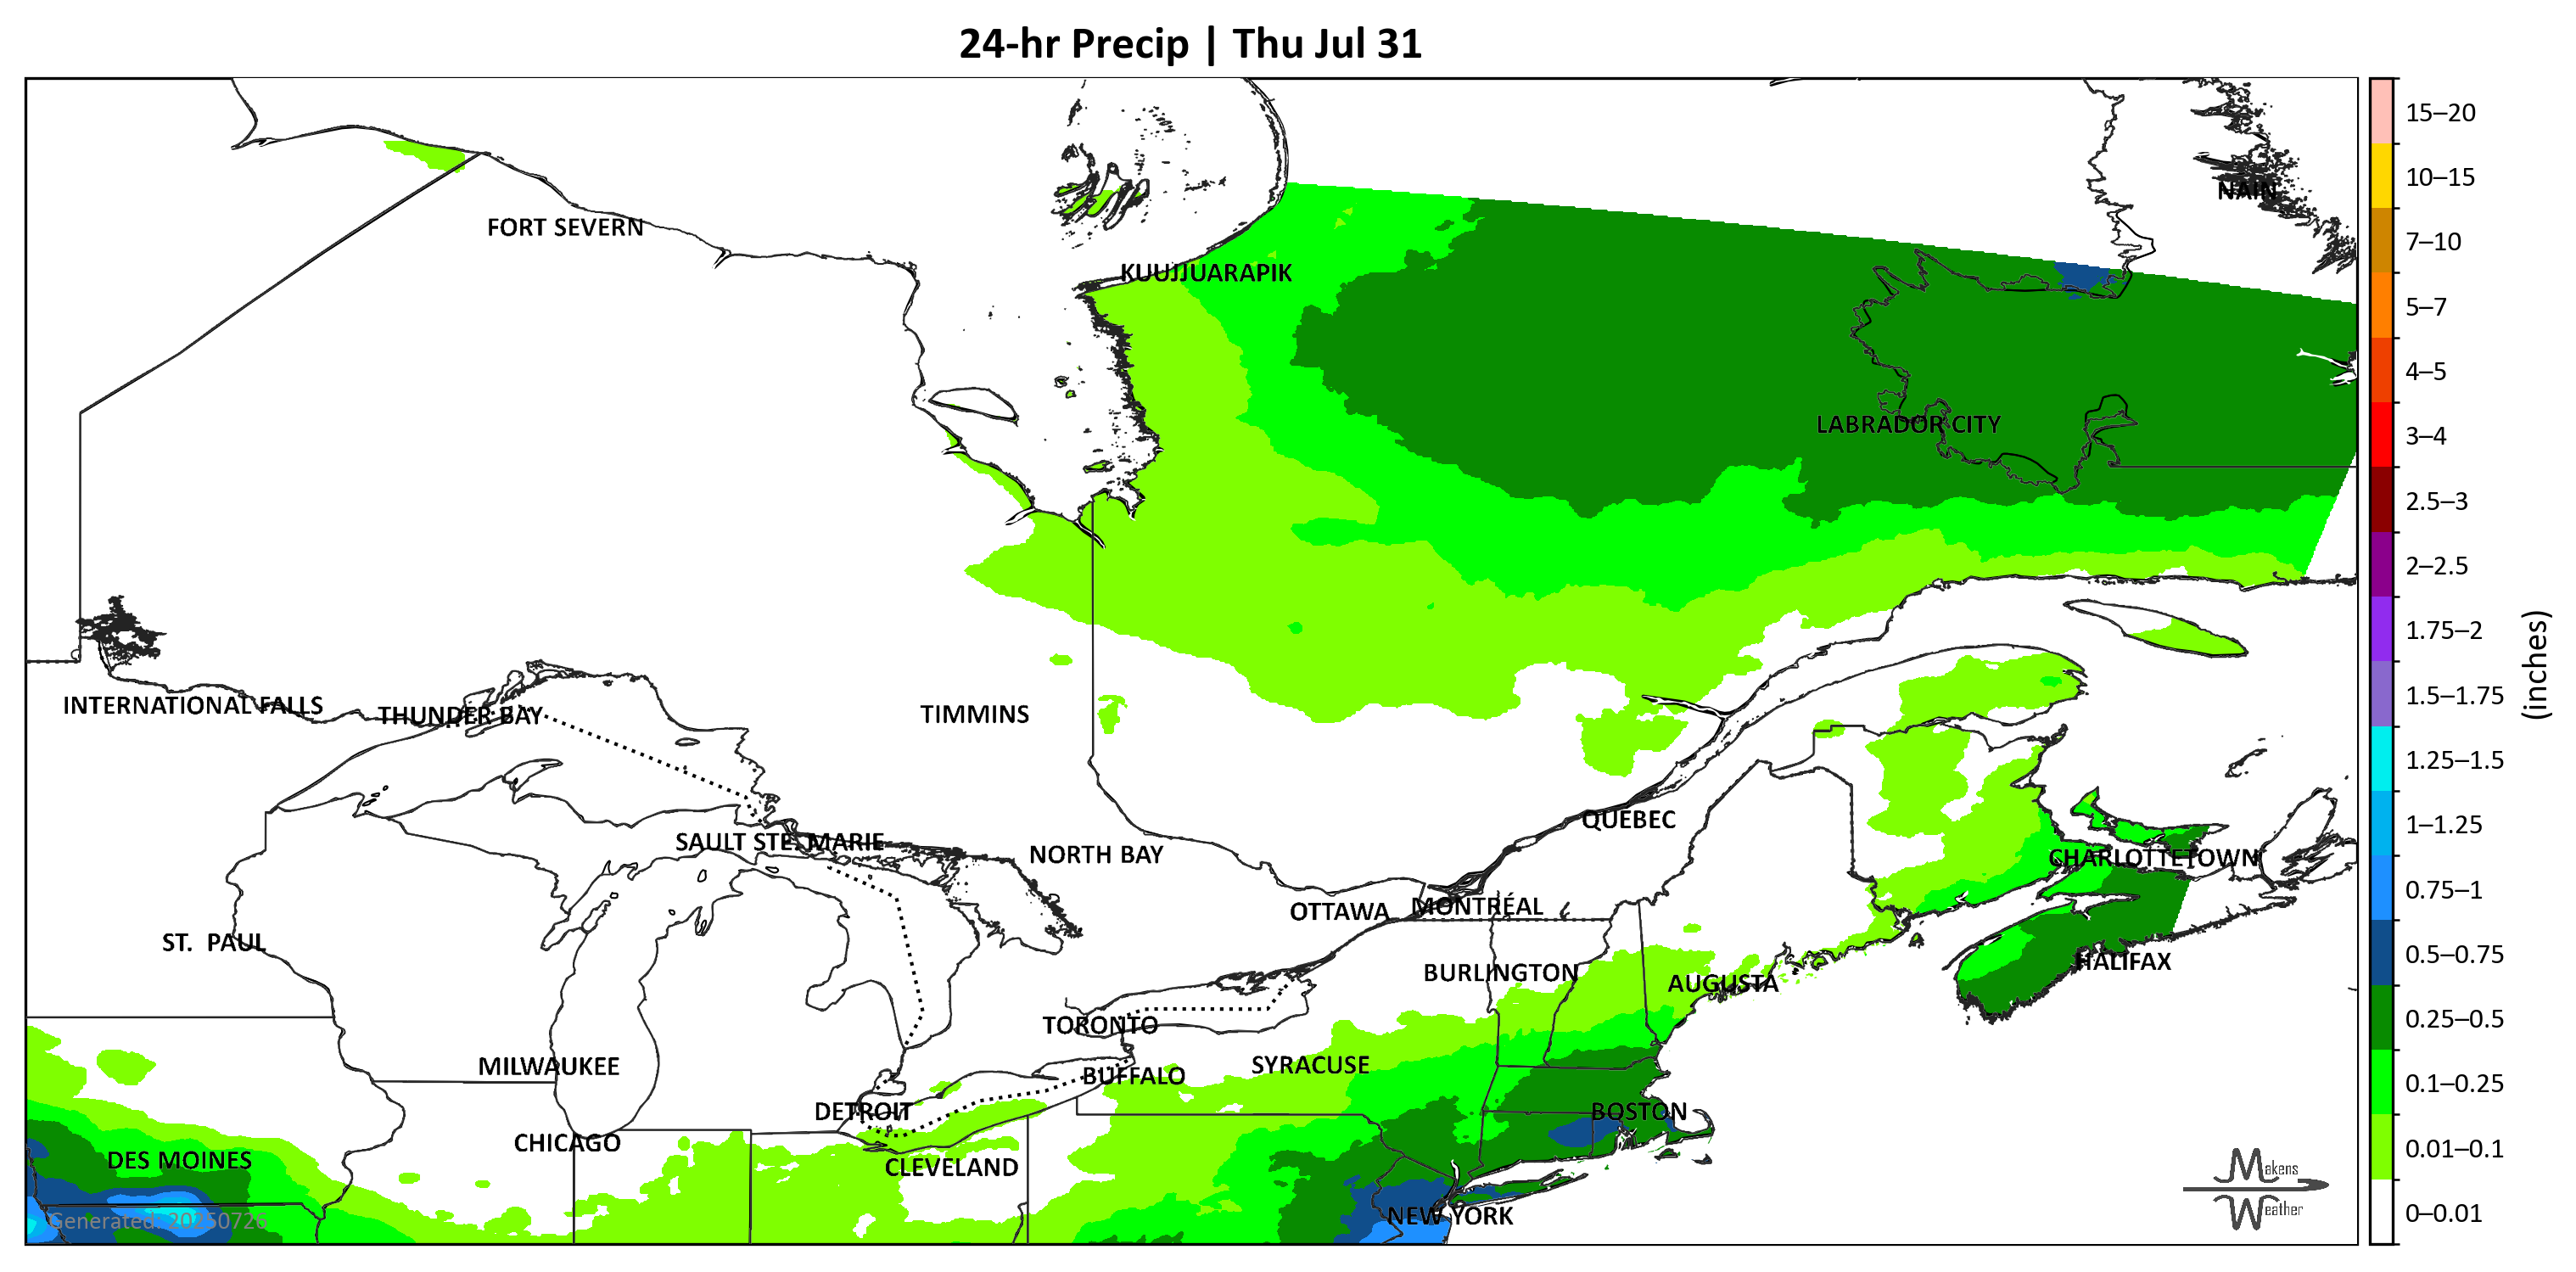 24-hr Precip | Thu Jul 31
NAIN
FORT SEVERN
KUUJJUARAPIK
LABRADOR CITY
INTERNATIONAL FALLS
THUNDER BAY
TIMMINS
QUÉBEC
SAULT STE. MARIE
NORTH BAY
CHARLOTTETOWN
OTTAWA
MONTRÉAL
ST. PAUL
HALIFAX
BURLINGTON
AUGUSTA
TORONTO
MILWAUKEE
SYRACUSE
BUFFALO
DETROIT
BOSTON
CHICAGO
DES MOINES
CLEVELAND
NEW YORK
Generated: 20250726
Makens
Weather
15–20
10–15
7–10
5–7
4–5
3–4
2.5–3
2–2.5
1.75–2
1.5–1.75
1.25–1.5
1–1.25
0.75–1
0.5–0.75
0.25–0.5
0.1–0.25
0.01–0.1
0–0.01
(inches)